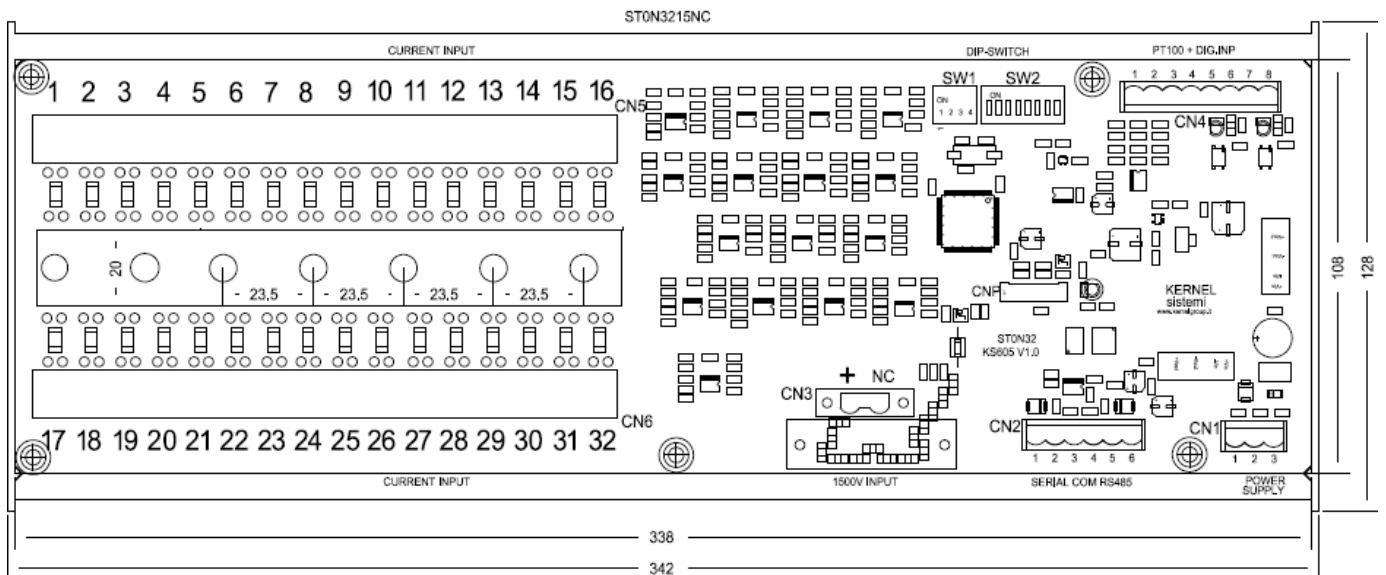 ST0N3215NC
CURRENT INPUT
DIP-SWITCH
PT100 + DIG.INP
1 2 3 4 5 6 7 8 9 10 11 12 13 14 15 16
CN5
SW1
SW2
ON
1 2 3 4
ON
1 2 3 4 5 6 7 8
CN4
20
23,5
23,5
23,5
23,5
CNP
KERNEL
sistemi
www.kernelgroup.it
ST0N32
KS605 V1.0
+ NC
CN3
CN6
CN2
1 2 3 4 5 6
CN1
1 2 3
17 18 19 20 21 22 23 24 25 26 27 28 29 30 31 32
CURRENT INPUT
1500V INPUT
SERIAL COM RS485
POWER
SUPPLY
108
128
338
342